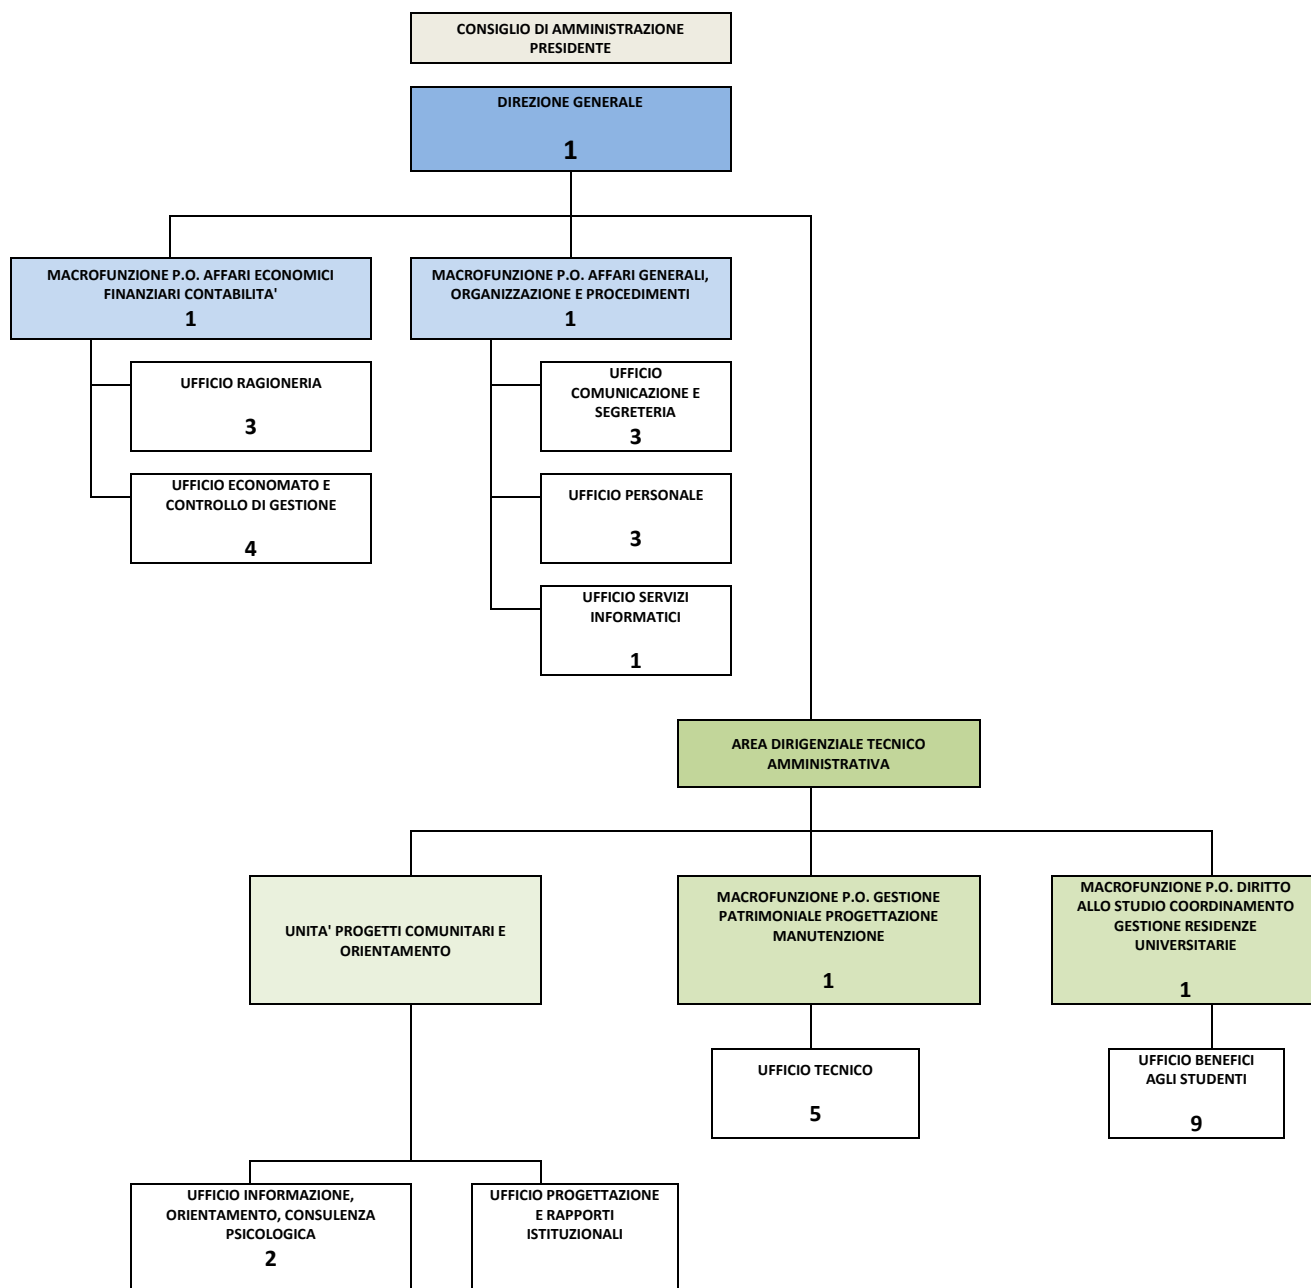 CONSIGLIO DI AMMINISTRAZIONE
PRESIDENTE
DIREZIONE GENERALE
1
MACROFUNZIONE P.O. AFFARI ECONOMICI
FINANZIARI CONTABILITA'
1
MACROFUNZIONE P.O. AFFARI GENERALI,
ORGANIZZAZIONE E PROCEDIMENTI
1
UFFICIO RAGIONERIA
3
UFFICIO
COMUNICAZIONE E
SEGRETERIA
3
UFFICIO ECONOMATO E
CONTROLLO DI GESTIONE
4
UFFICIO PERSONALE
3
UFFICIO SERVIZI
INFORMATICI
1
AREA DIRIGENZIALE TECNICO
AMMINISTRATIVA
UNITA' PROGETTI COMUNITARI E
ORIENTAMENTO
MACROFUNZIONE P.O. GESTIONE
PATRIMONIALE PROGETTAZIONE
MANUTENZIONE
1
MACROFUNZIONE P.O. DIRITTO
ALLO STUDIO COORDINAMENTO
GESTIONE RESIDENZE
UNIVERSITARIE
1
UFFICIO TECNICO
5
UFFICIO BENEFICI
AGLI STUDENTI
9
UFFICIO INFORMAZIONE,
ORIENTAMENTO, CONSULENZA
PSICOLOGICA
2
UFFICIO PROGETTAZIONE
E RAPPORTI
ISTITUZIONALI